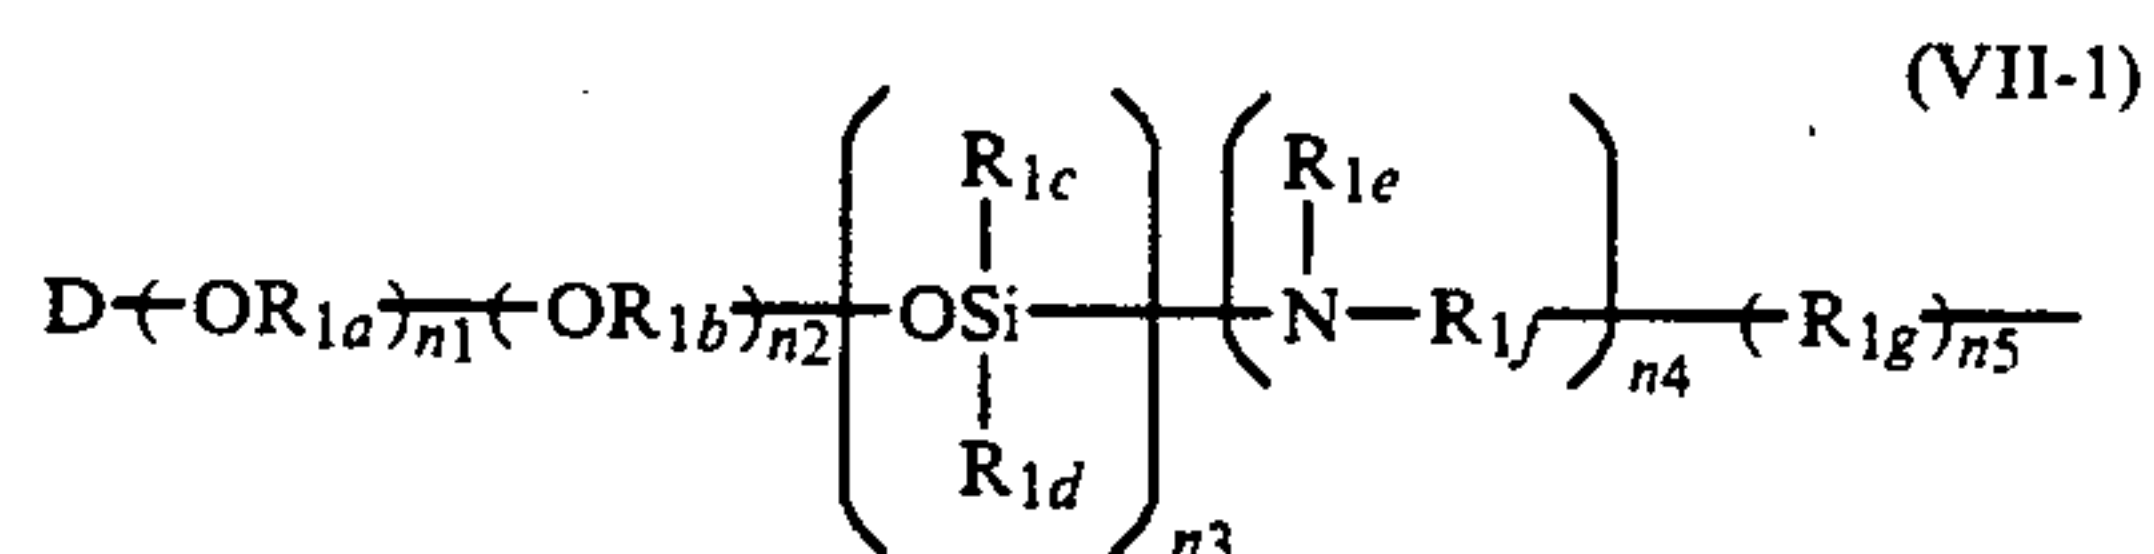 (VII-1)
R1c R1e
D-(-OR1a)n1-(-OR1b)n2-(-OSi-)-(-N-R1f-)n4-(-R1g)n5-
R1d
n3